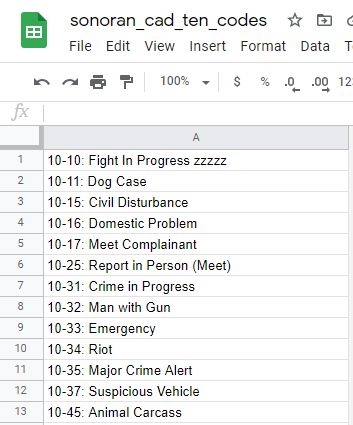 sonoran_cad_ten_codes
File Edit View Insert Format Data
100% $ % .0 .00
fx
A
1 10-10: Fight In Progress zzzzz
2 10-11: Dog Case
3 10-15: Civil Disturbance
4 10-16: Domestic Problem
5 10-17: Meet Complainant
6 10-25: Report in Person (Meet)
7 10-31: Crime in Progress
8 10-32: Man with Gun
9 10-33: Emergency
10 10-34: Riot
11 10-35: Major Crime Alert
12 10-37: Suspicious Vehicle
13 10-45: Animal Carcass